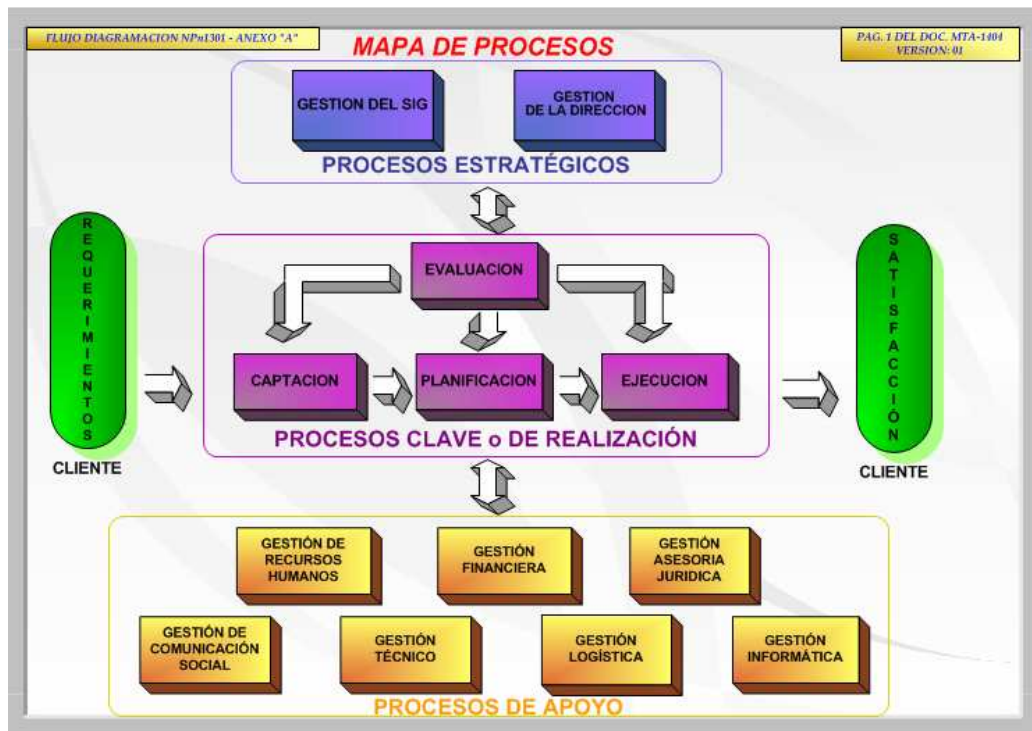 FLUJO DIAGRAMACION NPn1301 - ANEXO "A"
MAPA DE PROCESOS
PAG. 1 DEL DOC. MTA-1404
VERSION: 01
GESTION DEL SIG
GESTION
DE LA DIRECCION
PROCESOS ESTRATÉGICOS
REQUERIMIENTOS
CLIENTE
EVALUACION
CAPTACION
PLANIFICACION
EJECUCION
PROCESOS CLAVE o DE REALIZACIÓN
SATISFACCCIÓN
CLIENTE
GESTIÓN DE
RECURSOS
HUMANOS
GESTIÓN
FINANCIERA
GESTIÓN
ASESORIA
JURIDICA
GESTIÓN DE
COMUNICACIÓN
SOCIAL
GESTIÓN
TÉCNICO
GESTIÓN
LOGÍSTICA
GESTIÓN
INFORMÁTICA
PROCESOS DE APOYO